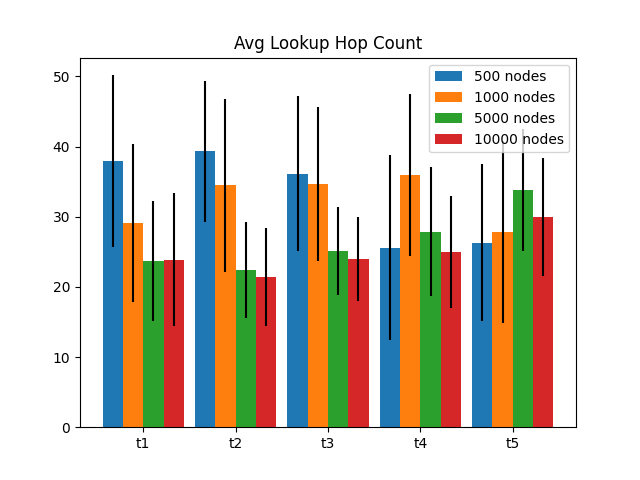 Avg Lookup Hop Count
500 nodes
1000 nodes
5000 nodes
10000 nodes
50
40
30
20
10
0
t1 t2 t3 t4 t5